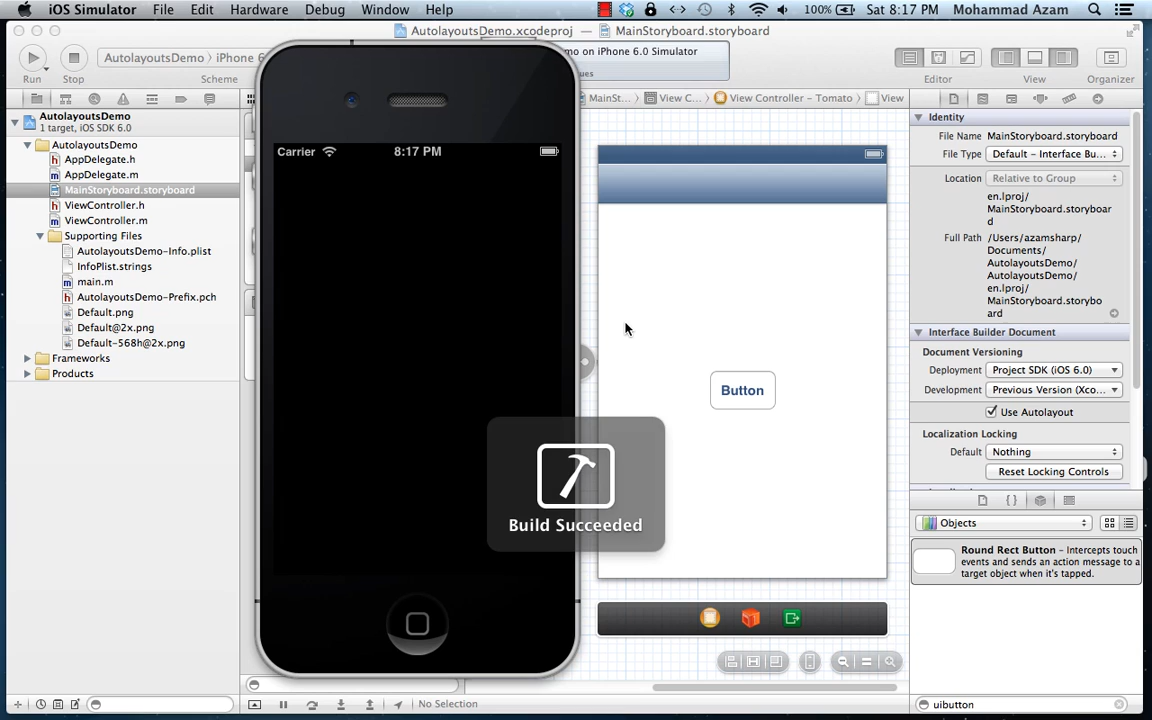 iOS Simulator File Edit Hardware Debug Window Help
100% Sat 8:17 PM Mohammad Azam
AutolayoutsDemo.xcodeproj — MainStoryboard.storyboard
AutolayoutsDemo › iPhone 6.
mo on iPhone 6.0 Simulator
ues
Run Stop Scheme Editor View Organizer
MainSt... View C... View Controller – Tomato View
AutolayoutsDemo
1 target, iOS SDK 6.0
AutolayoutsDemo
AppDelegate.h
AppDelegate.m
MainStoryboard.storyboard
ViewController.h
ViewController.m
Supporting Files
AutolayoutsDemo-Info.plist
InfoPlist.strings
main.m
AutolayoutsDemo-Prefix.pch
Default.png
Default@2x.png
Default-568h@2x.png
Frameworks
Products
Carrier 8:17 PM
Button
Build Succeeded
No Selection
Identity
File Name MainStoryboard.storyboard
File Type Default – Interface Bu...
Location Relative to Group
en.lproj/
MainStoryboard.storyboar
d
Full Path /Users/azamsharp/
Documents/
AutolayoutsDemo/
AutolayoutsDemo/
en.lproj/
MainStoryboard.storybo
ard
Interface Builder Document
Document Versioning
Deployment Project SDK (iOS 6.0)
Development Previous Version (Xco...
Use Autolayout
Localization Locking
Default Nothing
Reset Locking Controls
Objects
Round Rect Button – Intercepts touch
events and sends an action message to a
target object when it's tapped.
uibutton